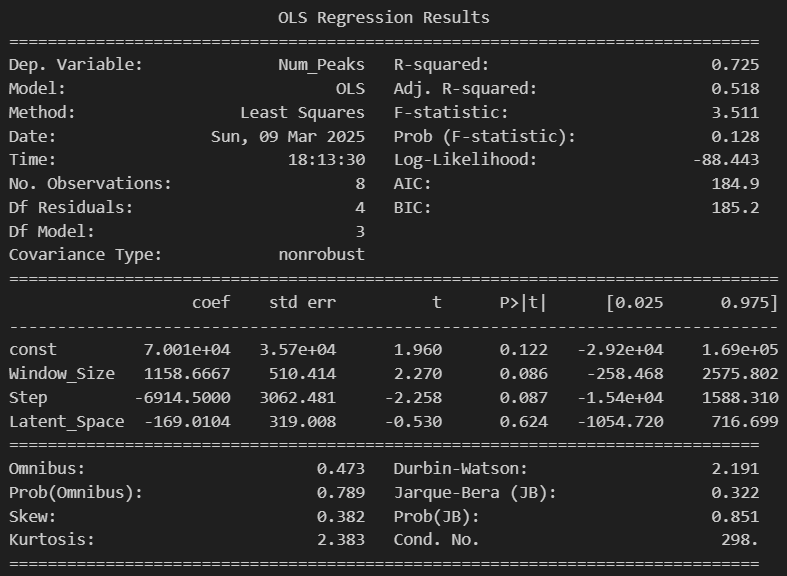 OLS Regression Results
==============================================================================
Dep. Variable: Num_Peaks R-squared: 0.725
Model: OLS Adj. R-squared: 0.518
Method: Least Squares F-statistic: 3.511
Date: Sun, 09 Mar 2025 Prob (F-statistic): 0.128
Time: 18:13:30 Log-Likelihood: -88.443
No. Observations: 8 AIC: 184.9
Df Residuals: 4 BIC: 185.2
Df Model: 3
Covariance Type: nonrobust
================================================================================
coef std err t P>|t| [0.025 0.975]
--------------------------------------------------------------------------------
const 7.001e+04 3.57e+04 1.960 0.122 -2.92e+04 1.69e+05
Window_Size 1158.6667 510.414 2.270 0.086 -258.468 2575.802
Step -6914.5000 3062.481 -2.258 0.087 -1.54e+04 1588.310
Latent_Space -169.0104 319.008 -0.530 0.624 -1054.720 716.699
==============================================================================
Omnibus: 0.473 Durbin-Watson: 2.191
Prob(Omnibus): 0.789 Jarque-Bera (JB): 0.322
Skew: 0.382 Prob(JB): 0.851
Kurtosis: 2.383 Cond. No. 298.
==============================================================================